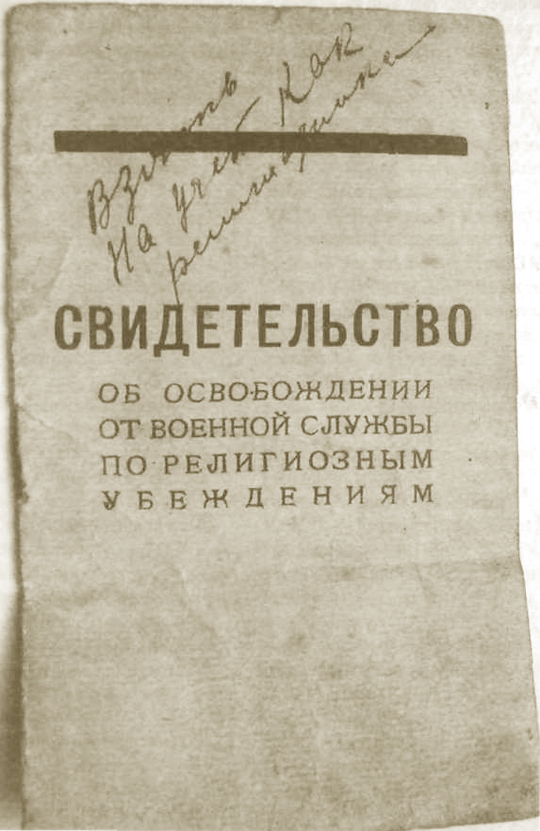 Взять
на учет как
религиозника
СВИДЕТЕЛЬСТВО
ОБ ОСВОБОЖДЕНИИ
ОТ ВОЕННОЙ СЛУЖБЫ
ПО РЕЛИГИОЗНЫМ
УБЕЖДЕНИЯМ